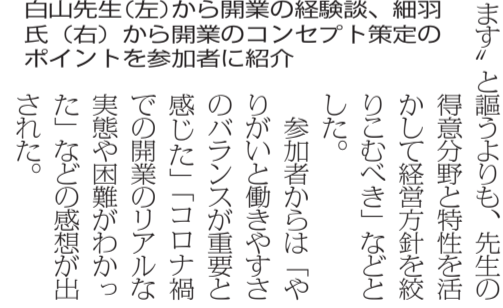 白山先生(左)から開業の経験談、細羽
氏（右）から開業のコンセプト策定の
ポイントを参加者に紹介
ます〟と謳うよりも、先生の
得意分野と特性を活
かして経営方針を絞
りこむべき」などと
した。
参加者からは「や
りがいと働きやすさ
のバランスが重要と
感じた」「コロナ禍
での開業のリアルな
実態や困難がわかっ
た」などの感想が出
された。